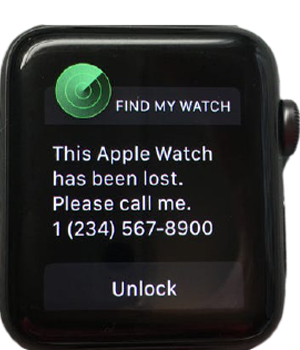 FIND MY WATCH
This Apple Watch
has been lost.
Please call me.
1 (234) 567-8900
Unlock